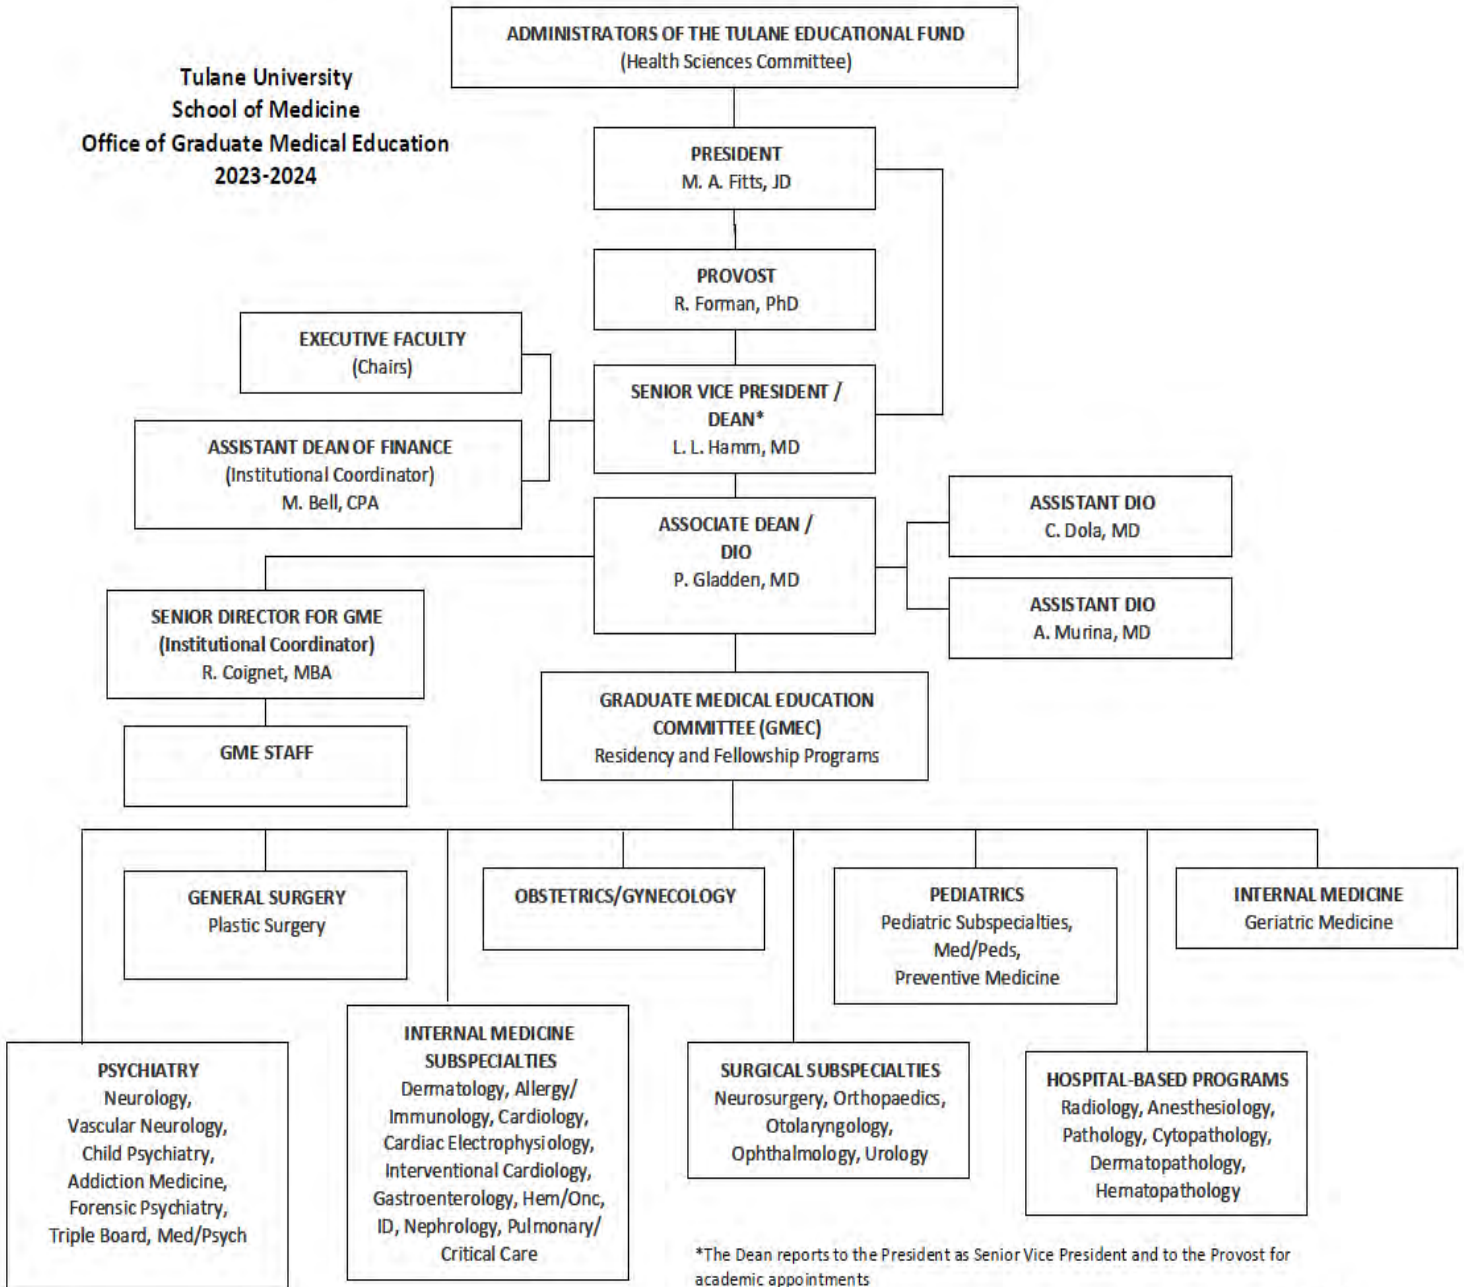 ADMINISTRATORS OF THE TULANE EDUCATIONAL FUND
(Health Sciences Committee)
Tulane University
School of Medicine
Office of Graduate Medical Education
2023-2024
PRESIDENT
M. A. Fitts, JD
PROVOST
R. Forman, PhD
EXECUTIVE FACULTY
(Chairs)
SENIOR VICE PRESIDENT /
DEAN*
L. L. Hamm, MD
ASSISTANT DEAN OF FINANCE
(Institutional Coordinator)
M. Bell, CPA
ASSOCIATE DEAN /
DIO
P. Gladden, MD
ASSISTANT DIO
C. Dola, MD
ASSISTANT DIO
A. Murina, MD
SENIOR DIRECTOR FOR GME
(Institutional Coordinator)
R. Coignet, MBA
GRADUATE MEDICAL EDUCATION
COMMITTEE (GMEC)
Residency and Fellowship Programs
GME STAFF
GENERAL SURGERY
Plastic Surgery
OBSTETRICS/GYNECOLOGY
PEDIATRICS
Pediatric Subspecialties,
Med/Peds,
Preventive Medicine
INTERNAL MEDICINE
Geriatric Medicine
PSYCHIATRY
Neurology,
Vascular Neurology,
Child Psychiatry,
Addiction Medicine,
Forensic Psychiatry,
Triple Board, Med/Psych
INTERNAL MEDICINE
SUBSPECIALTIES
Dermatology, Allergy/
Immunology, Cardiology,
Cardiac Electrophysiology,
Interventional Cardiology,
Gastroenterology, Hem/Onc,
ID, Nephrology, Pulmonary/
Critical Care
SURGICAL SUBSPECIALTIES
Neurosurgery, Orthopaedics,
Otolaryngology,
Ophthalmology, Urology
HOSPITAL-BASED PROGRAMS
Radiology, Anesthesiology,
Pathology, Cytopathology,
Dermatopathology,
Hematopathology
*The Dean reports to the President as Senior Vice President and to the Provost for
academic appointments